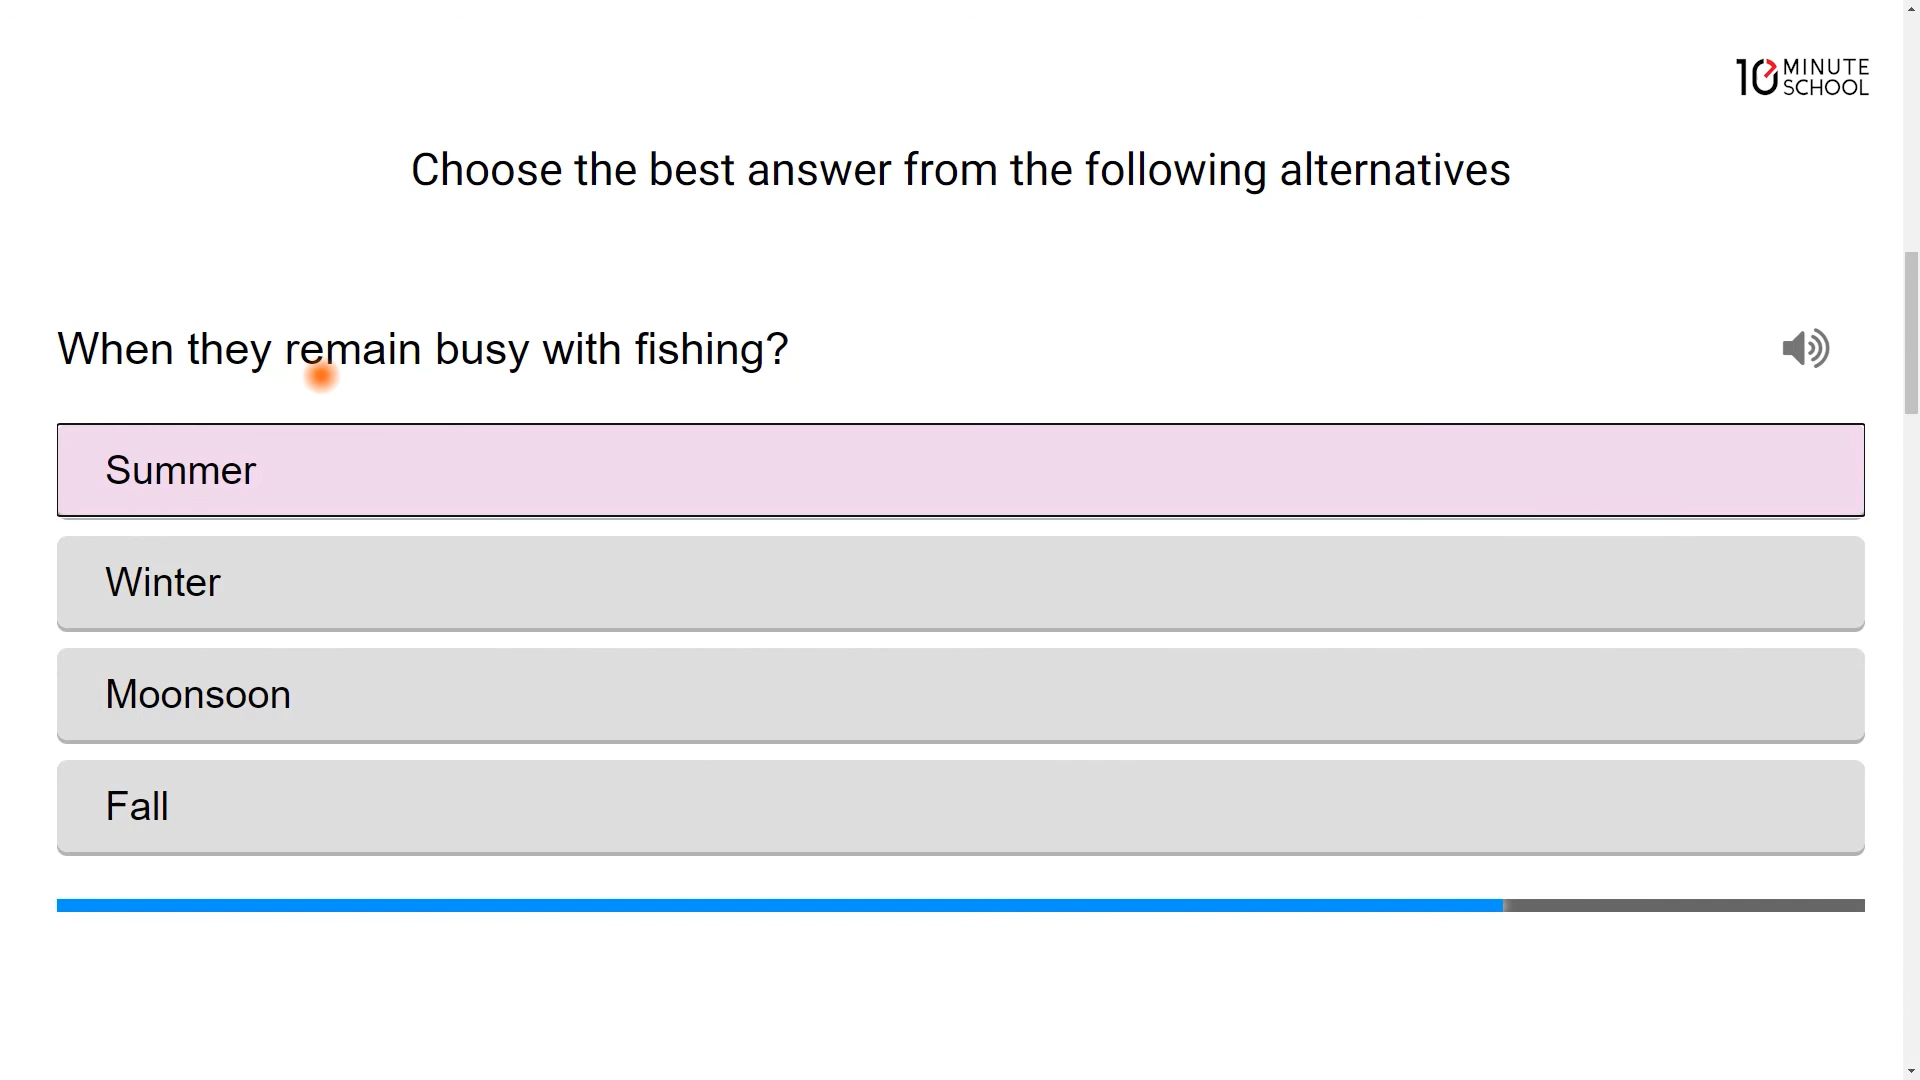 10 MINUTE
SCHOOL
Choose the best answer from the following alternatives
When they remain busy with fishing?
Summer
Winter
Moonsoon
Fall